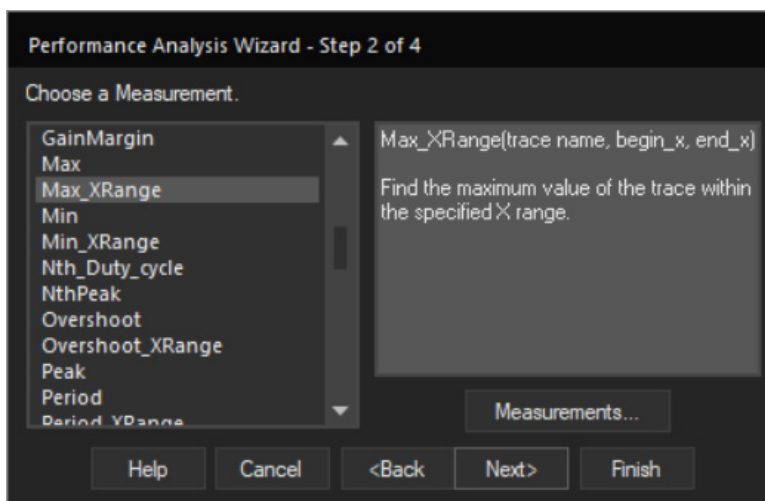 Performance Analysis Wizard - Step 2 of 4
Choose a Measurement.
GainMargin
Max
Max_XRange
Min
Min_XRange
Nth_Duty_cycle
NthPeak
Overshoot
Overshoot_XRange
Peak
Period
Period_XRange
Max_XRange(trace name, begin_x, end_x)
Find the maximum value of the trace within
the specified X range.
Measurements...
Help
Cancel
<Back
Next>
Finish